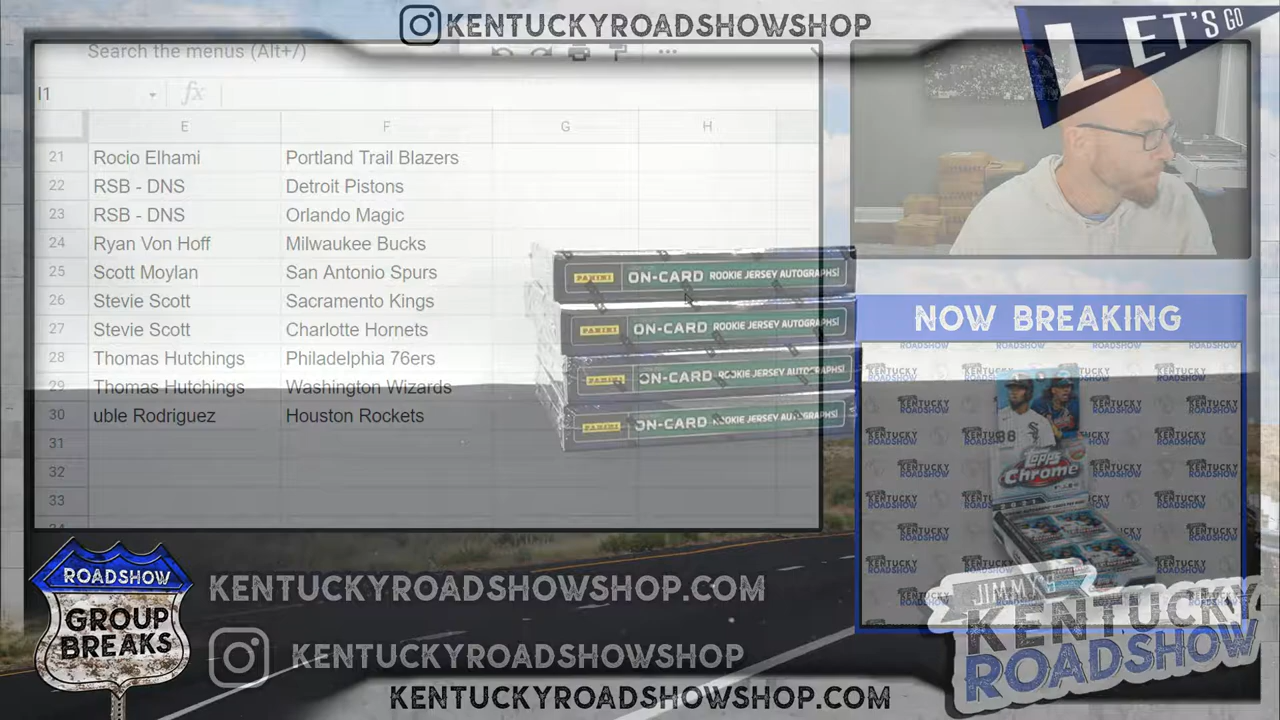 KENTUCKYROADSHOWSHOP
LET'S GO
Search the menus (Alt+/)
I1
fx
E F G H
21 Rocio Elhami Portland Trail Blazers
22 RSB - DNS Detroit Pistons
23 RSB - DNS Orlando Magic
24 Ryan Von Hoff Milwaukee Bucks
25 Scott Moylan San Antonio Spurs
26 Stevie Scott Sacramento Kings
27 Stevie Scott Charlotte Hornets
28 Thomas Hutchings Philadelphia 76ers
29 Thomas Hutchings Washington Wizards
30 uble Rodriguez Houston Rockets
31
32
33
PANINI ON-CARD ROOKIE JERSEY AUTOGRAPHS!
PANINI ON-CARD ROOKIE JERSEY AUTOGRAPHS!
PANINI ON-CARD ROOKIE JERSEY AUTOGRAPHS!
PANINI ON-CARD ROOKIE JERSEY AUTOGRAPHS!
NOW BREAKING
KENTUCKY
ROADSHOW
Topps
Chrome
ROADSHOW
GROUP
BREAKS
KENTUCKYROADSHOWSHOP.COM
KENTUCKYROADSHOWSHOP
KENTUCKYROADSHOWSHOP.COM
JIMMY'S
KENTUCKY
ROADSHOW